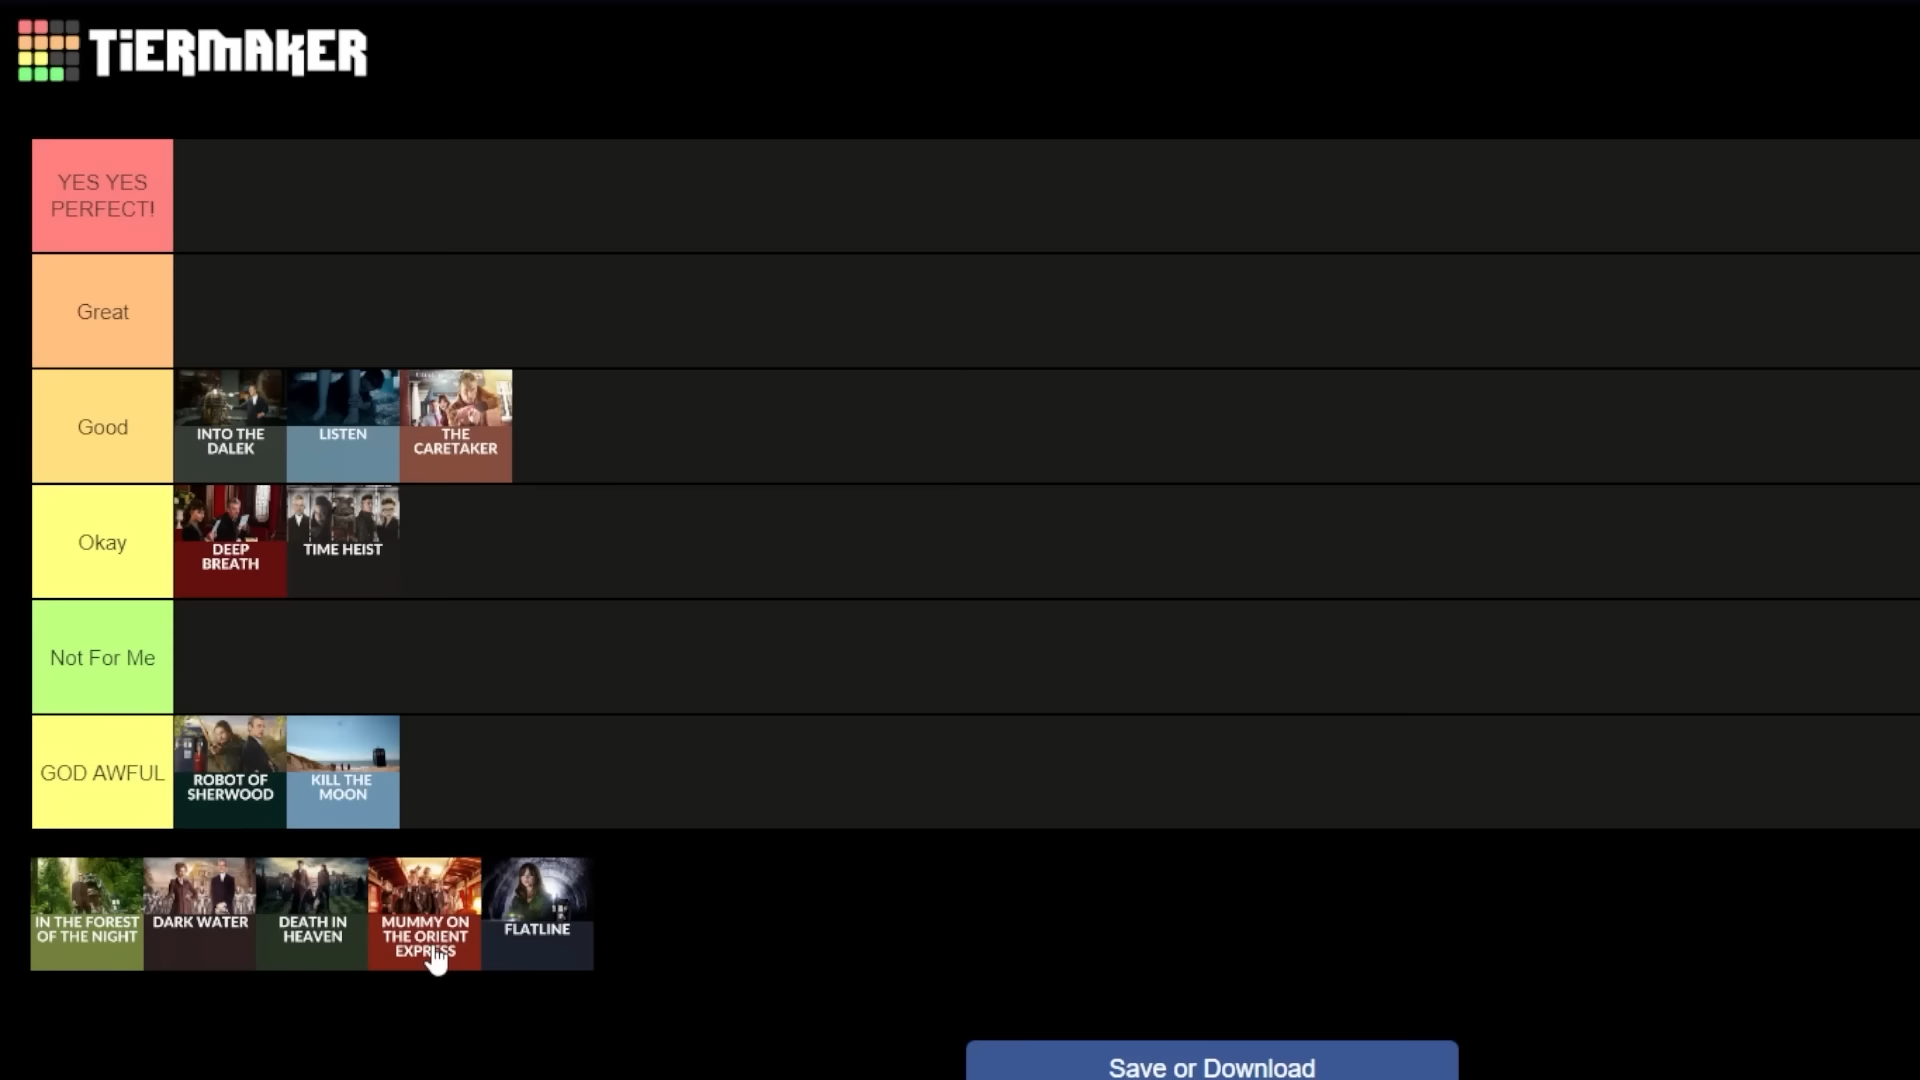 TiERMAKER
YES YES
PERFECT!
Great
Good
INTO THE
DALEK
LISTEN
THE
CARETAKER
Okay
DEEP
BREATH
TIME HEIST
Not For Me
GOD AWFUL
ROBOT OF
SHERWOOD
KILL THE
MOON
IN THE FOREST
OF THE NIGHT
DARK WATER
DEATH IN
HEAVEN
MUMMY ON
THE ORIENT
EXPRESS
FLATLINE
Save or Download